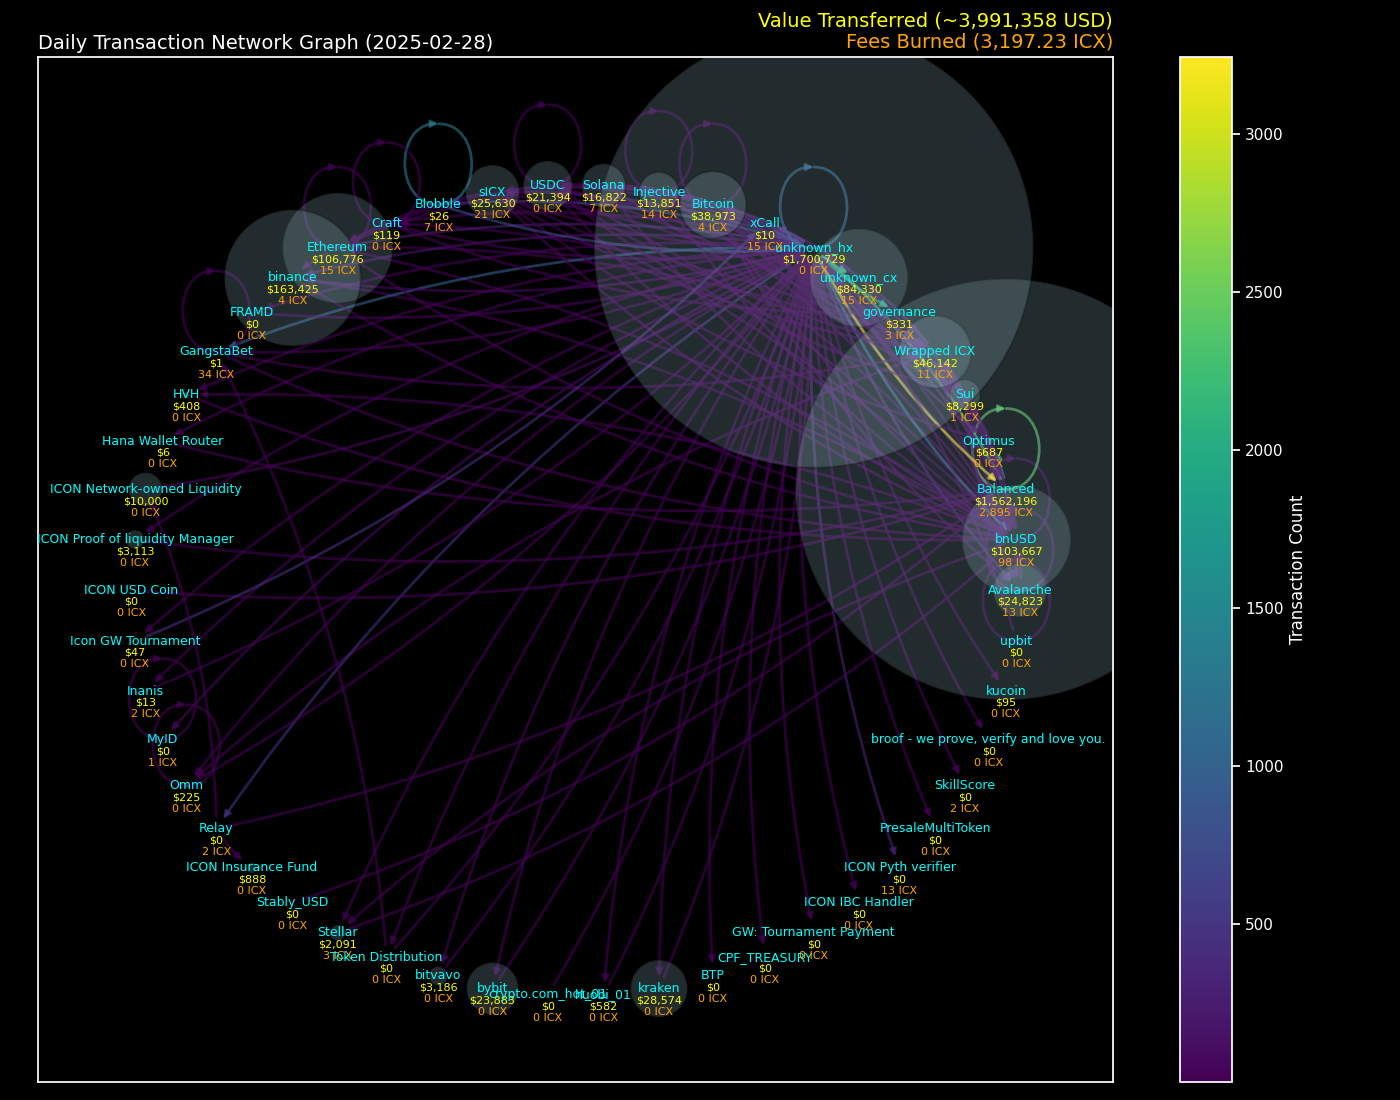 Value Transferred (~3,991,358 USD)
Daily Transaction Network Graph (2025-02-28)
Fees Burned (3,197.23 ICX)
USDC
$21,394
0 ICX
Solana
$16,822
7 ICX
sICX
$25,630
21 ICX
Injective
$13,851
14 ICX
Blobble
$26
7 ICX
Bitcoin
$38,973
4 ICX
Craft
$119
0 ICX
xCall
$10
15 ICX
Ethereum
$106,776
15 ICX
unknown_hx
$1,700,729
0 ICX
binance
$163,425
4 ICX
unknown_cx
$84,330
15 ICX
FRAMD
$0
0 ICX
governance
$331
3 ICX
GangstaBet
$1
34 ICX
Wrapped ICX
$46,142
11 ICX
HVH
$408
0 ICX
Sui
$8,299
1 ICX
Hana Wallet Router
$6
0 ICX
Optimus
$687
0 ICX
ICON Network-owned Liquidity
$10,000
0 ICX
Balanced
$1,562,196
2,895 ICX
ICON Proof of liquidity Manager
$3,113
0 ICX
bnUSD
$103,667
98 ICX
ICON USD Coin
$0
0 ICX
Avalanche
$24,823
13 ICX
Icon GW Tournament
$47
0 ICX
upbit
$0
0 ICX
Inanis
$13
2 ICX
kucoin
$95
0 ICX
MyID
$0
1 ICX
broof - we prove, verify and love you.
$0
0 ICX
Omm
$225
0 ICX
SkillScore
$0
2 ICX
Relay
$0
2 ICX
PresaleMultiToken
$0
0 ICX
ICON Insurance Fund
$888
0 ICX
ICON Pyth verifier
$0
13 ICX
Stably_USD
$0
0 ICX
ICON IBC Handler
$0
0 ICX
Stellar
$2,091
3 ICX
GW: Tournament Payment
$0
0 ICX
Token Distribution
$0
0 ICX
CPF_TREASURY
$0
0 ICX
bitvavo
$3,186
0 ICX
BTP
$0
0 ICX
bybit
$23,883
0 ICX
crypto.com_hot_01
$0
0 ICX
huobi_01
$582
0 ICX
kraken
$28,574
0 ICX
3000
2500
2000
1500
1000
500
Transaction Count